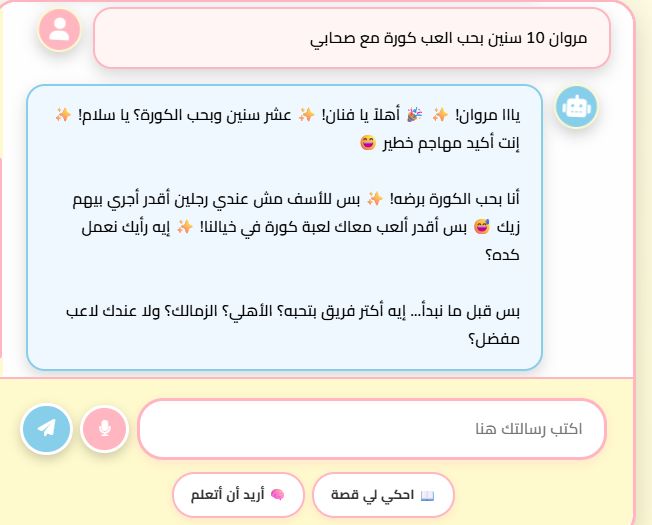 مروان 10 سنين بحب العب كورة مع صحابي
يااا مروان! ✨ 🎉 أهلاً يا فنان! ✨ عشر سنين وبحب الكورة؟ يا سلام! ✨
إنت أكيد مهاجم خطير 😄
أنا بحب الكورة برضه! ✨ بس للأسف مش عندي رجلين أقدر أجري بيهم
زيك 😅 بس أقدر ألعب معاك لعبة كورة في خيالنا! ✨ إيه رأيك نعمل
كده؟
بس قبل ما نبدأ... إيه أكتر فريق بتحبه؟ الأهلي؟ الزمالك؟ ولا عندك لاعب
مفضل؟
اكتب رسالتك هنا
📖 احكي لي قصة
🧠 أريد أن أتعلم